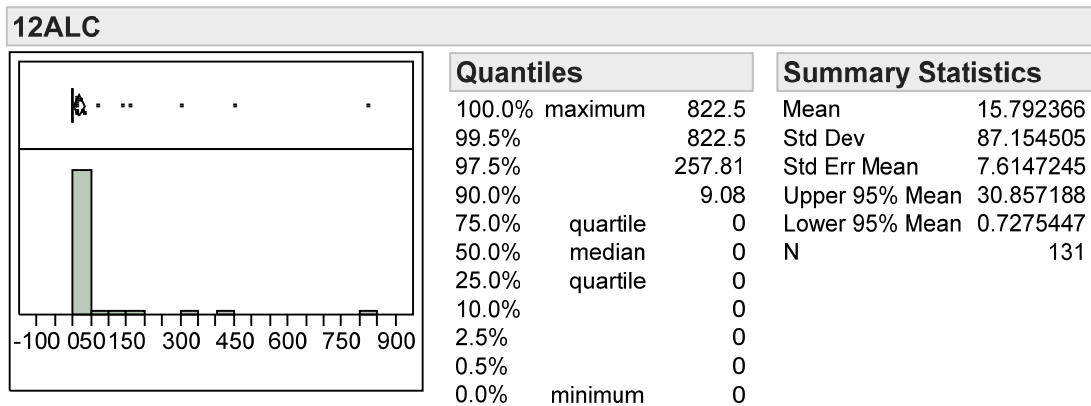 12ALC
-100 050 150 300 450 600 750 900
Quantiles
100.0% maximum 822.5
99.5% 822.5
97.5% 257.81
90.0% 9.08
75.0% quartile 0
50.0% median 0
25.0% quartile 0
10.0% 0
2.5% 0
0.5% 0
0.0% minimum 0
Summary Statistics
Mean 15.792366
Std Dev 87.154505
Std Err Mean 7.6147245
Upper 95% Mean 30.857188
Lower 95% Mean 0.7275447
N 131